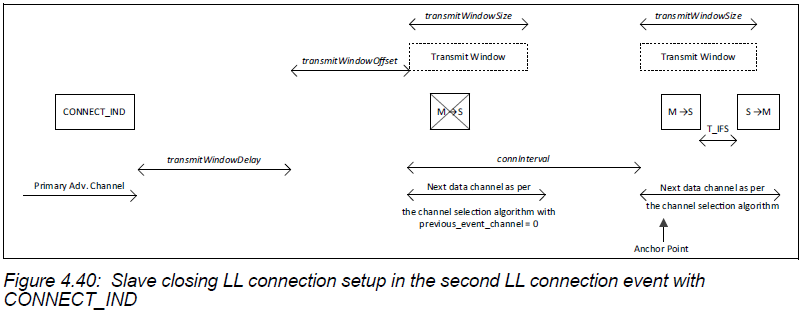 transmitWindowSize
transmitWindowSize
Transmit Window
Transmit Window
transmitWindowOffset
CONNECT_IND
M→S
M→S
S→M
T_IFS
transmitWindowDelay
connInterval
Primary Adv. Channel
Next data channel as per
the channel selection algorithm with
previous_event_channel = 0
Next data channel as per
the channel selection algorithm
Anchor Point
Figure 4.40: Slave closing LL connection setup in the second LL connection event with
CONNECT_IND